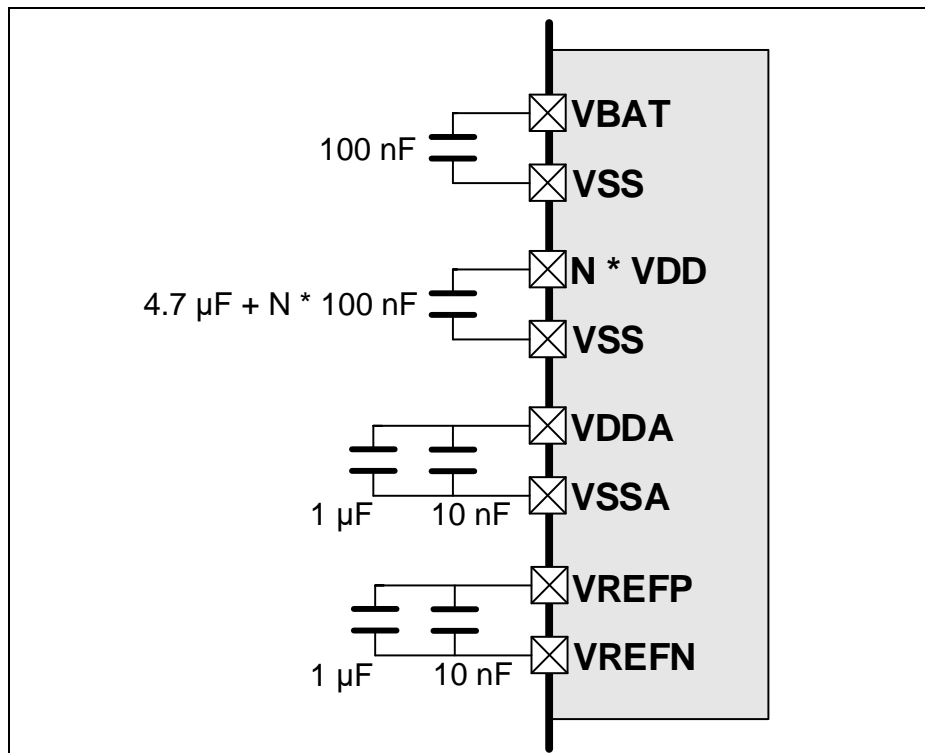 VBAT
100 nF
VSS
N * VDD
4.7 µF + N * 100 nF
VSS
VDDA
VSSA
1 µF
10 nF
VREFP
VREFN
1 µF
10 nF